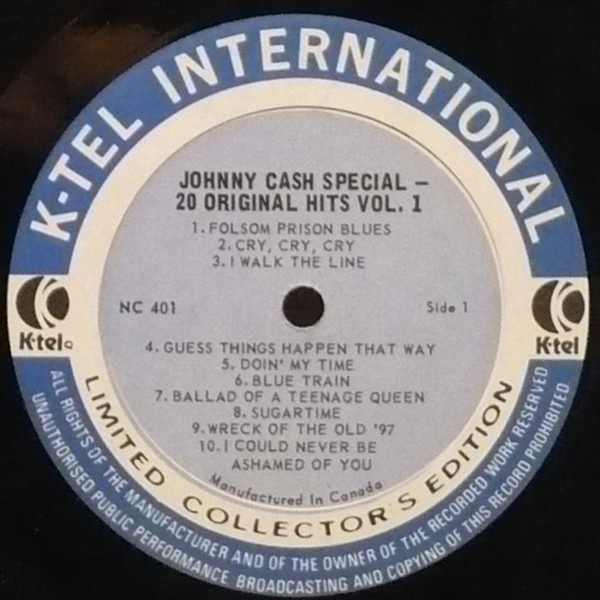 K-TEL INTERNATIONAL
JOHNNY CASH SPECIAL –
20 ORIGINAL HITS VOL. 1
1. FOLSOM PRISON BLUES
2. CRY, CRY, CRY
3. I WALK THE LINE
NC 401
Side 1
K-tel
K-tel
4. GUESS THINGS HAPPEN THAT WAY
5. DOIN' MY TIME
6. BLUE TRAIN
7. BALLAD OF A TEENAGE QUEEN
8. SUGARTIME
9. WRECK OF THE OLD '97
10. I COULD NEVER BE
ASHAMED OF YOU
Manufactured In Canada
LIMITED COLLECTOR'S EDITION
ALL RIGHTS OF THE MANUFACTURER AND OF THE OWNER OF THE RECORDED WORK RESERVED
UNAUTHORISED PUBLIC PERFORMANCE BROADCASTING AND COPYING OF THIS RECORD PROHIBITED